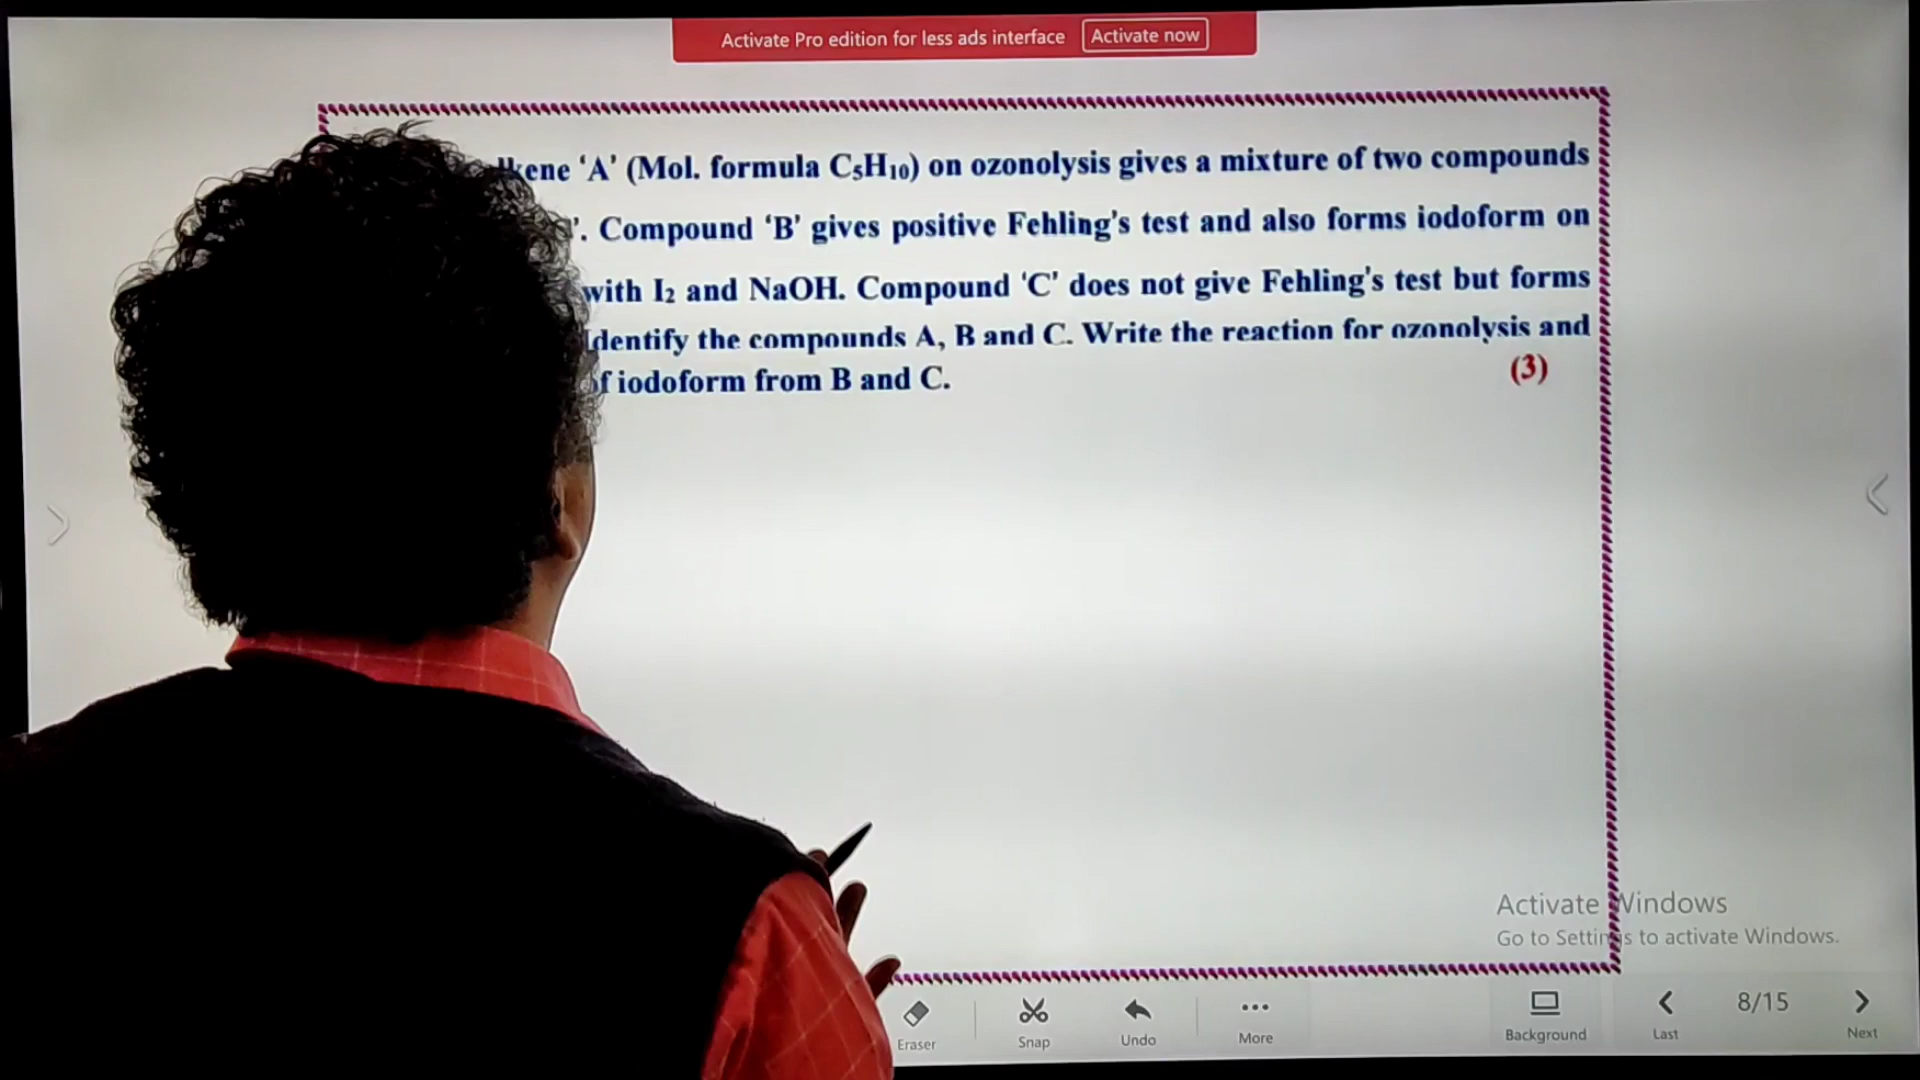 Activate Pro edition for less ads interface Activate now
‘A’ (Mol. formula C₅H₁₀) on ozonolysis gives a mixture of two compounds
Compound ‘B’ gives positive Fehling's test and also forms iodoform on
with I₂ and NaOH. Compound ‘C’ does not give Fehling's test but forms
Identify the compounds A, B and C. Write the reaction for ozonolysis and
iodoform from B and C.
(3)
Activate Windows
Go to Settings to activate Windows.
Eraser
Snap
Undo
More
Background
Last
8/15
Next